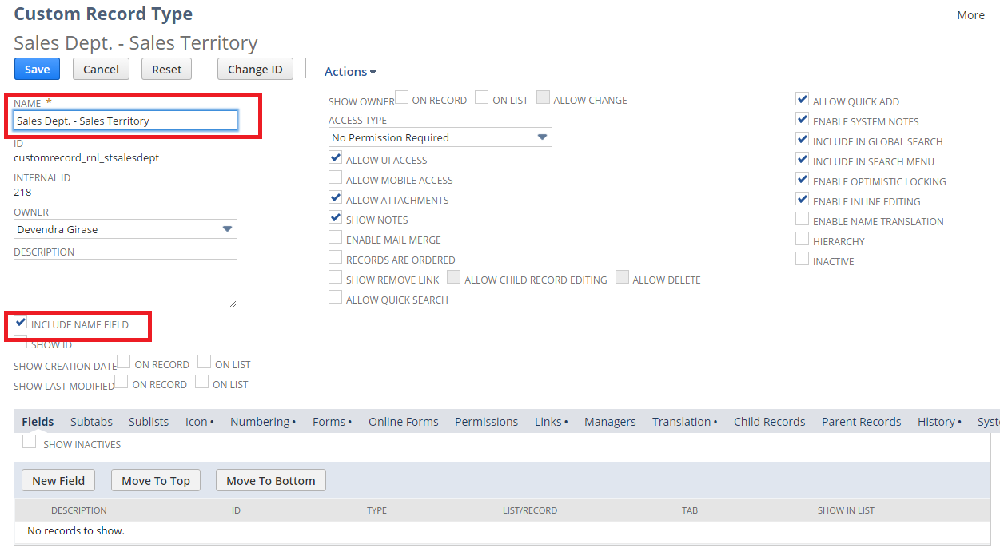 Custom Record Type
More
Sales Dept. - Sales Territory
Save Cancel Reset Change ID Actions
NAME *
Sales Dept. - Sales Territory
ID
customrecord_rnl_stsalesdept
INTERNAL ID
218
OWNER
Devendra Girase
DESCRIPTION
INCLUDE NAME FIELD
SHOW ID
SHOW CREATION DATE ON RECORD ON LIST
SHOW LAST MODIFIED ON RECORD ON LIST
SHOW OWNER ON RECORD ON LIST ALLOW CHANGE
ACCESS TYPE
No Permission Required
ALLOW UI ACCESS
ALLOW MOBILE ACCESS
ALLOW ATTACHMENTS
SHOW NOTES
ENABLE MAIL MERGE
RECORDS ARE ORDERED
SHOW REMOVE LINK ALLOW CHILD RECORD EDITING ALLOW DELETE
ALLOW QUICK SEARCH
ALLOW QUICK ADD
ENABLE SYSTEM NOTES
INCLUDE IN GLOBAL SEARCH
INCLUDE IN SEARCH MENU
ENABLE OPTIMISTIC LOCKING
ENABLE INLINE EDITING
ENABLE NAME TRANSLATION
HIERARCHY
INACTIVE
Fields Subtabs Sublists Icon • Numbering • Forms • Online Forms Permissions Links • Managers Translation • Child Records Parent Records History • Syst
SHOW INACTIVES
New Field Move To Top Move To Bottom
DESCRIPTION ID TYPE LIST/RECORD TAB SHOW IN LIST
No records to show.